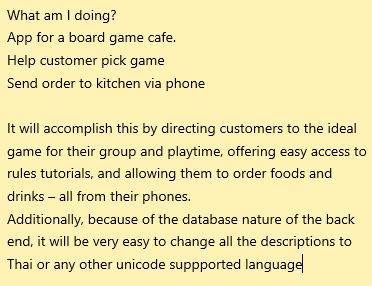 What am I doing?
App for a board game cafe.
Help customer pick game
Send order to kitchen via phone
It will accomplish this by directing customers to the ideal
game for their group and playtime, offering easy access to
rules tutorials, and allowing them to order foods and
drinks – all from their phones.
Additionally, because of the database nature of the back
end, it will be very easy to change all the descriptions to
Thai or any other unicode suppported language